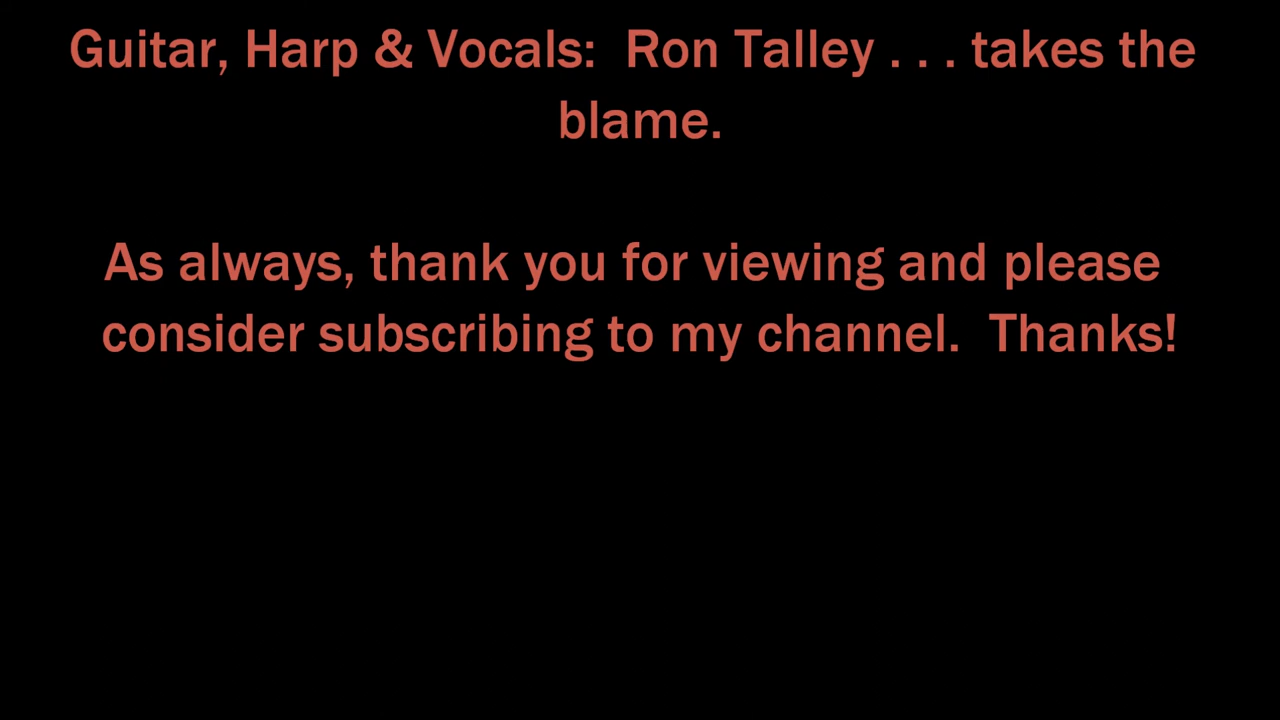 Guitar, Harp & Vocals:  Ron Talley . . . takes the
blame.
As always, thank you for viewing and please
consider subscribing to my channel.  Thanks!